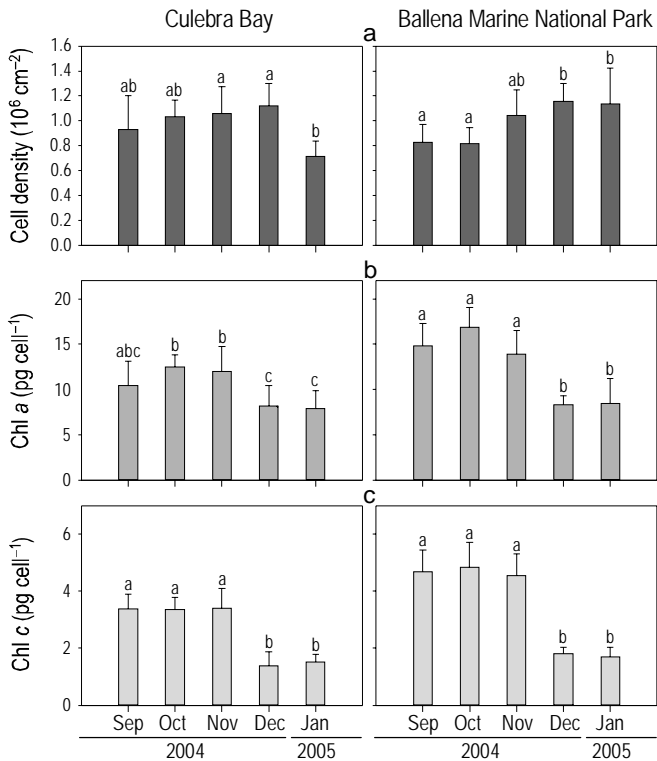 Culebra Bay Ballena Marine National Park
a
Cell density (10⁶ cm⁻²)
1.6
1.4
1.2
1.0
0.8
0.6
0.4
0.2
0.0
ab ab a a b
a a ab b b
b
Chl a (pg cell⁻¹)
20
15
10
5
0
abc b b c c
a a a b b
c
Chl c (pg cell⁻¹)
6
4
2
0
a a a b b
a a a b b
Sep Oct Nov Dec Jan Sep Oct Nov Dec Jan
2004 2005 2004 2005